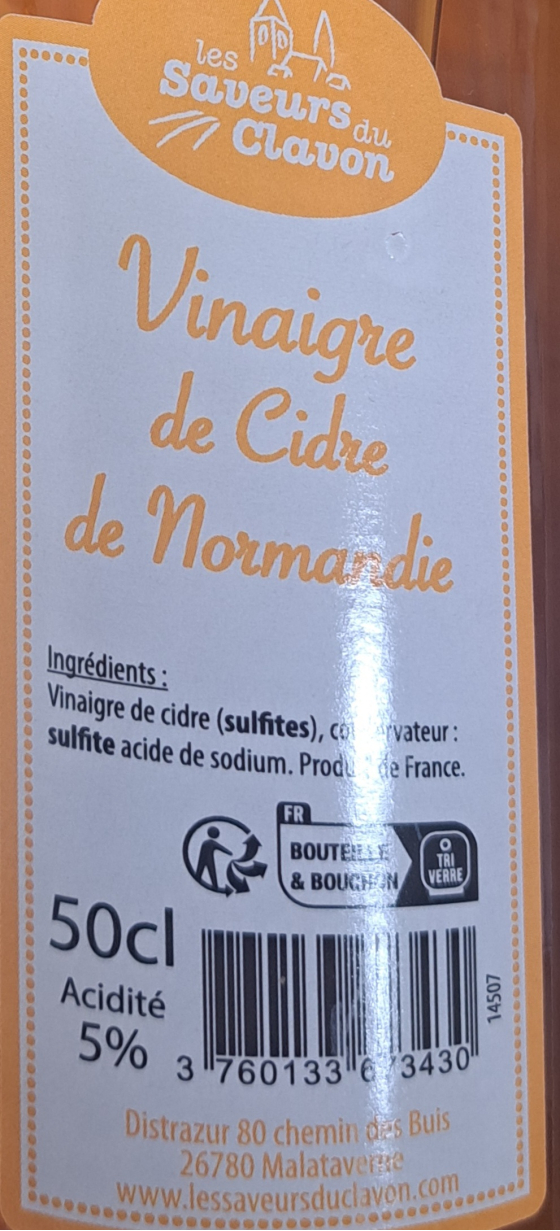 les
Saveurs du
Clavon
Vinaigre
de Cidre
de Normandie
Ingrédients :
Vinaigre de cidre (sulfites),
sulfite acide de sodium. de France.
FR
BOUTEILLE
& BOUCHON
TRI
VERRE
50cl
Acidité
5%
14507
3 760133 673430
Distrazur 80 chemin des Buis
26780 Malataverne
www.lessaveursduclavon.com